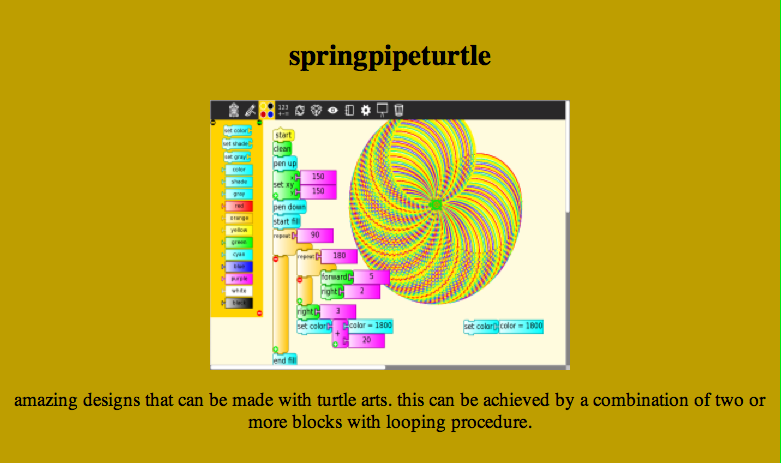 springpipeturtle
123
set color
set shade
set gray
color
shade
gray
red
orange
yellow
green
cyan
blue
purple
white
black
start
clean
pen up
set xy
150
150
pen down
start fill
repeat 90
repeat 180
forward 5
right 2
right 3
set color + color = 1800
20
set color color = 1800
end fill
amazing designs that can be made with turtle arts. this can be achieved by a combination of two or
more blocks with looping procedure.